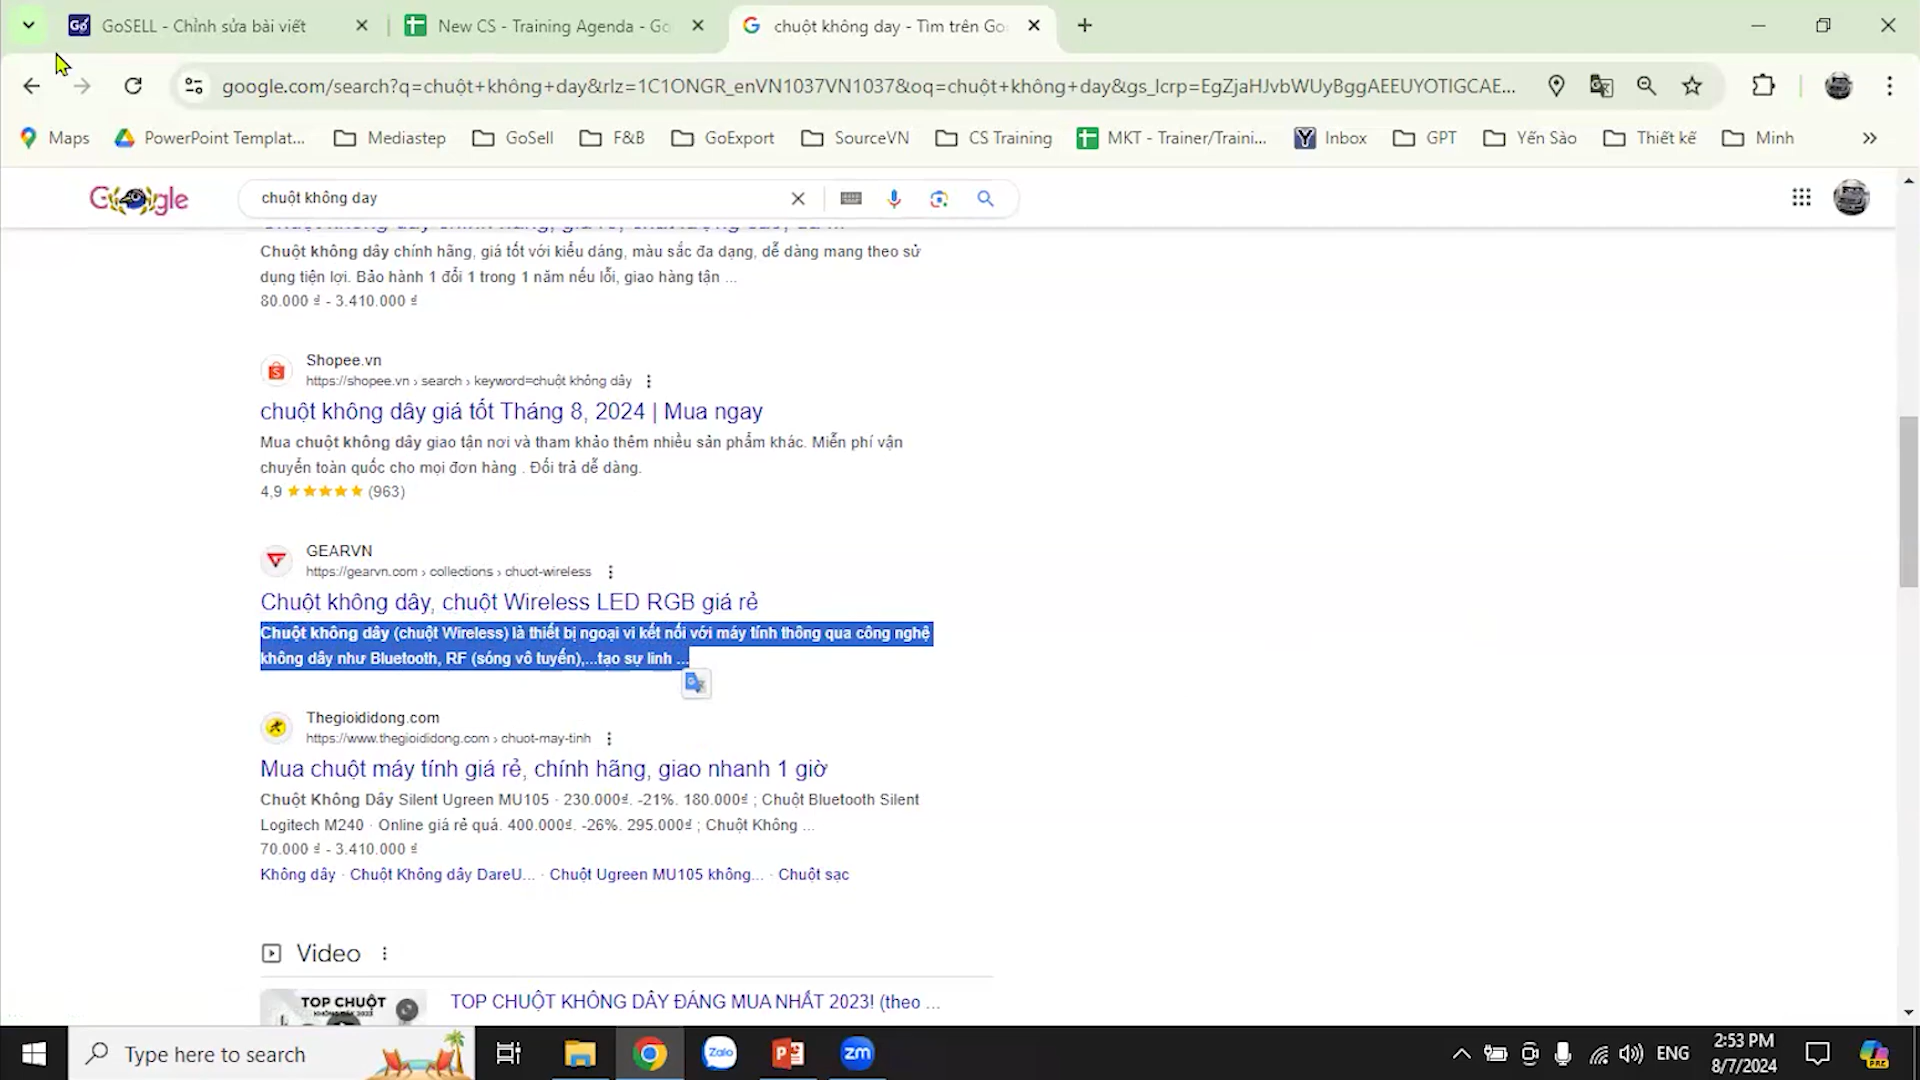 GoSELL - Chỉnh sửa bài viết
New CS - Training Agenda - Go
chuột không day - Tìm trên Go
google.com/search?q=chuột+không+day&rlz=1C1ONGR_enVN1037VN1037&oq=chuột+không+day&gs_lcrp=EgZjaHJvbWUyBggAEEUYOTIGCAE...
Maps
PowerPoint Templat...
Mediastep
GoSell
F&B
GoExport
SourceVN
CS Training
MKT - Trainer/Traini...
Inbox
GPT
Yến Sào
Thiết kế
Minh
»
Google
chuột không day
Chuột không dây chính hãng, giá tốt với kiểu dáng, màu sắc đa dạng, dễ dàng mang theo sử
dụng tiện lợi. Bảo hành 1 đổi 1 trong 1 năm nếu lỗi, giao hàng tận ...
80.000 ₫ - 3.410.000 ₫
Shopee.vn
https://shopee.vn › search › keyword=chuột không dây
chuột không dây giá tốt Tháng 8, 2024 | Mua ngay
Mua chuột không dây giao tận nơi và tham khảo thêm nhiều sản phẩm khác. Miễn phí vận
chuyển toàn quốc cho mọi đơn hàng . Đổi trả dễ dàng.
4,9 ★★★★★ (963)
GEARVN
https://gearvn.com › collections › chuot-wireless
Chuột không dây, chuột Wireless LED RGB giá rẻ
Chuột không dây (chuột Wireless) là thiết bị ngoại vi kết nối với máy tính thông qua công nghệ
không dây như Bluetooth, RF (sóng vô tuyến),...tạo sự linh ...
Thegioididong.com
https://www.thegioididong.com › chuot-may-tinh
Mua chuột máy tính giá rẻ, chính hãng, giao nhanh 1 giờ
Chuột Không Dây Silent Ugreen MU105 · 230.000₫. -21%. 180.000₫ ; Chuột Bluetooth Silent
Logitech M240 · Online giá rẻ quá. 400.000₫. -26%. 295.000₫ ; Chuột Không ...
70.000 ₫ - 3.410.000 ₫
Không dây · Chuột Không dây DareU... · Chuột Ugreen MU105 không... · Chuột sạc
Video
TOP CHUỘT
KHÔNG DÂY 2023
TOP CHUỘT KHÔNG DÂY ĐÁNG MUA NHẤT 2023! (theo ...
Type here to search
Zalo
zm
ENG
2:53 PM
8/7/2024